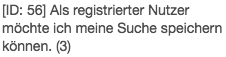 [ID: 56] Als registrierter Nutzer
möchte ich meine Suche speichern
können. (3)